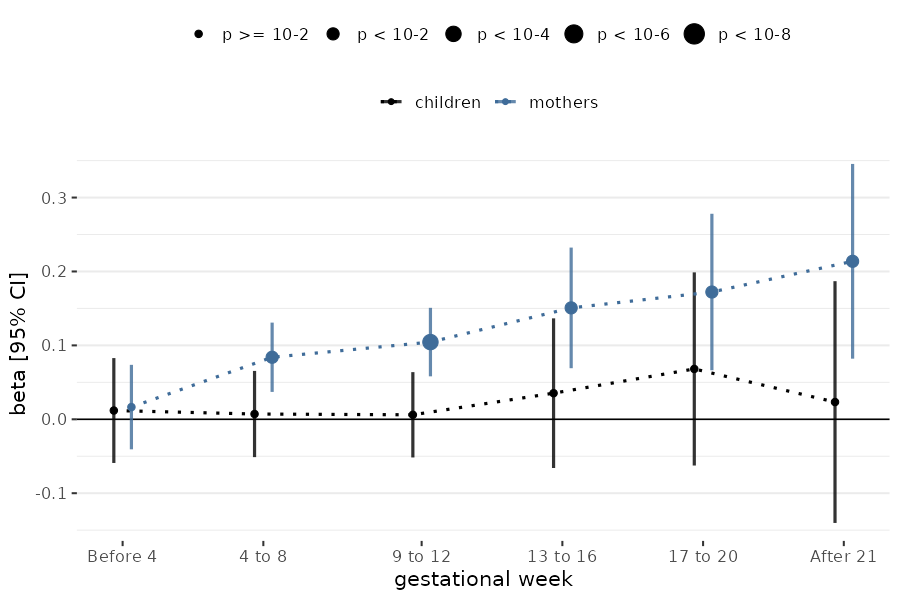 p >= 10-2 p < 10-2 p < 10-4 p < 10-6 p < 10-8
children mothers
beta [95% CI]
0.3
0.2
0.1
0.0
-0.1
Before 4 4 to 8 9 to 12 13 to 16 17 to 20 After 21
gestational week